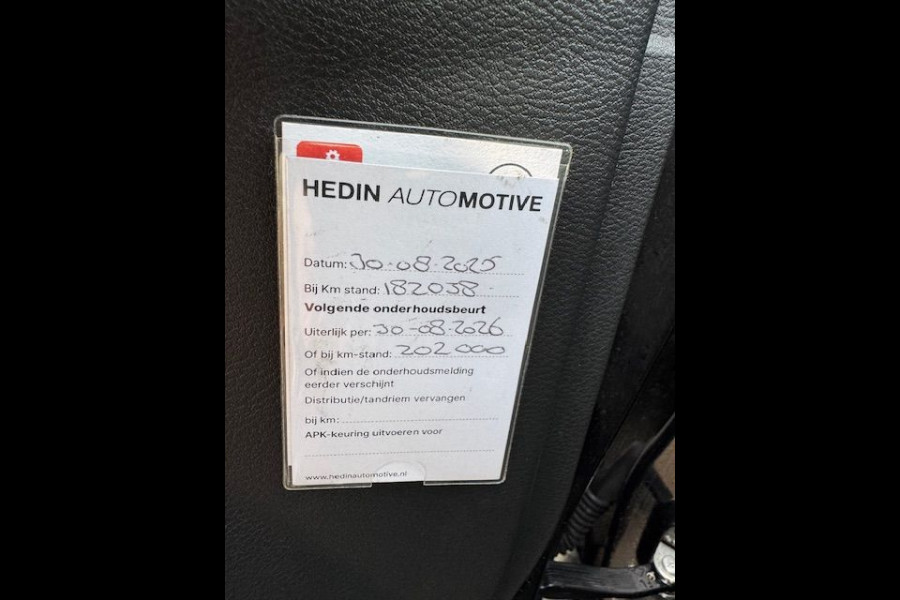 HEDIN AUTOMOTIVE
Datum: 30-08-2025
Bij Km stand: 182038 -
Volgende onderhoudsbeurt
Uiterlijk per: 30-08-2026
Of bij km-stand: 202000
Of indien de onderhoudsmelding
eerder verschijnt
Distributie/tandriem vervangen
bij km:
APK-keuring uitvoeren voor
www.hedinautomotive.nl